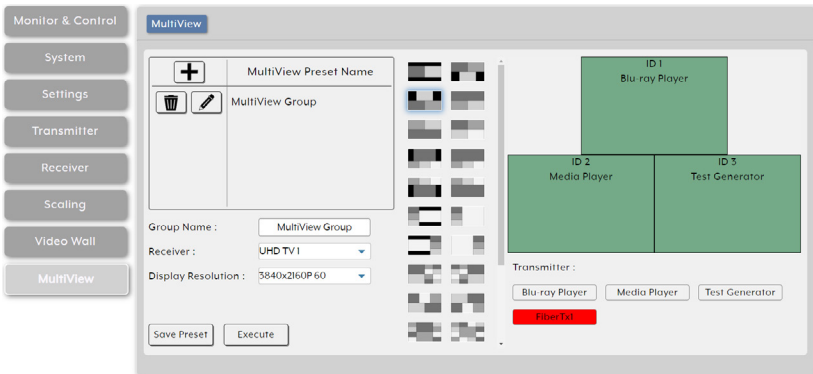 Monitor & Control
System
Settings
Transmitter
Receiver
Scaling
Video Wall
MultiView
MultiView
MultiView Preset Name
MultiView Group
Group Name :
MultiView Group
Receiver :
UHD TV 1
Display Resolution :
3840x2160P 60
Save Preset
Execute
ID 1
Blu-ray Player
ID 2
Media Player
ID 3
Test Generator
Transmitter :
Blu-ray Player
Media Player
Test Generator
FiberTx1